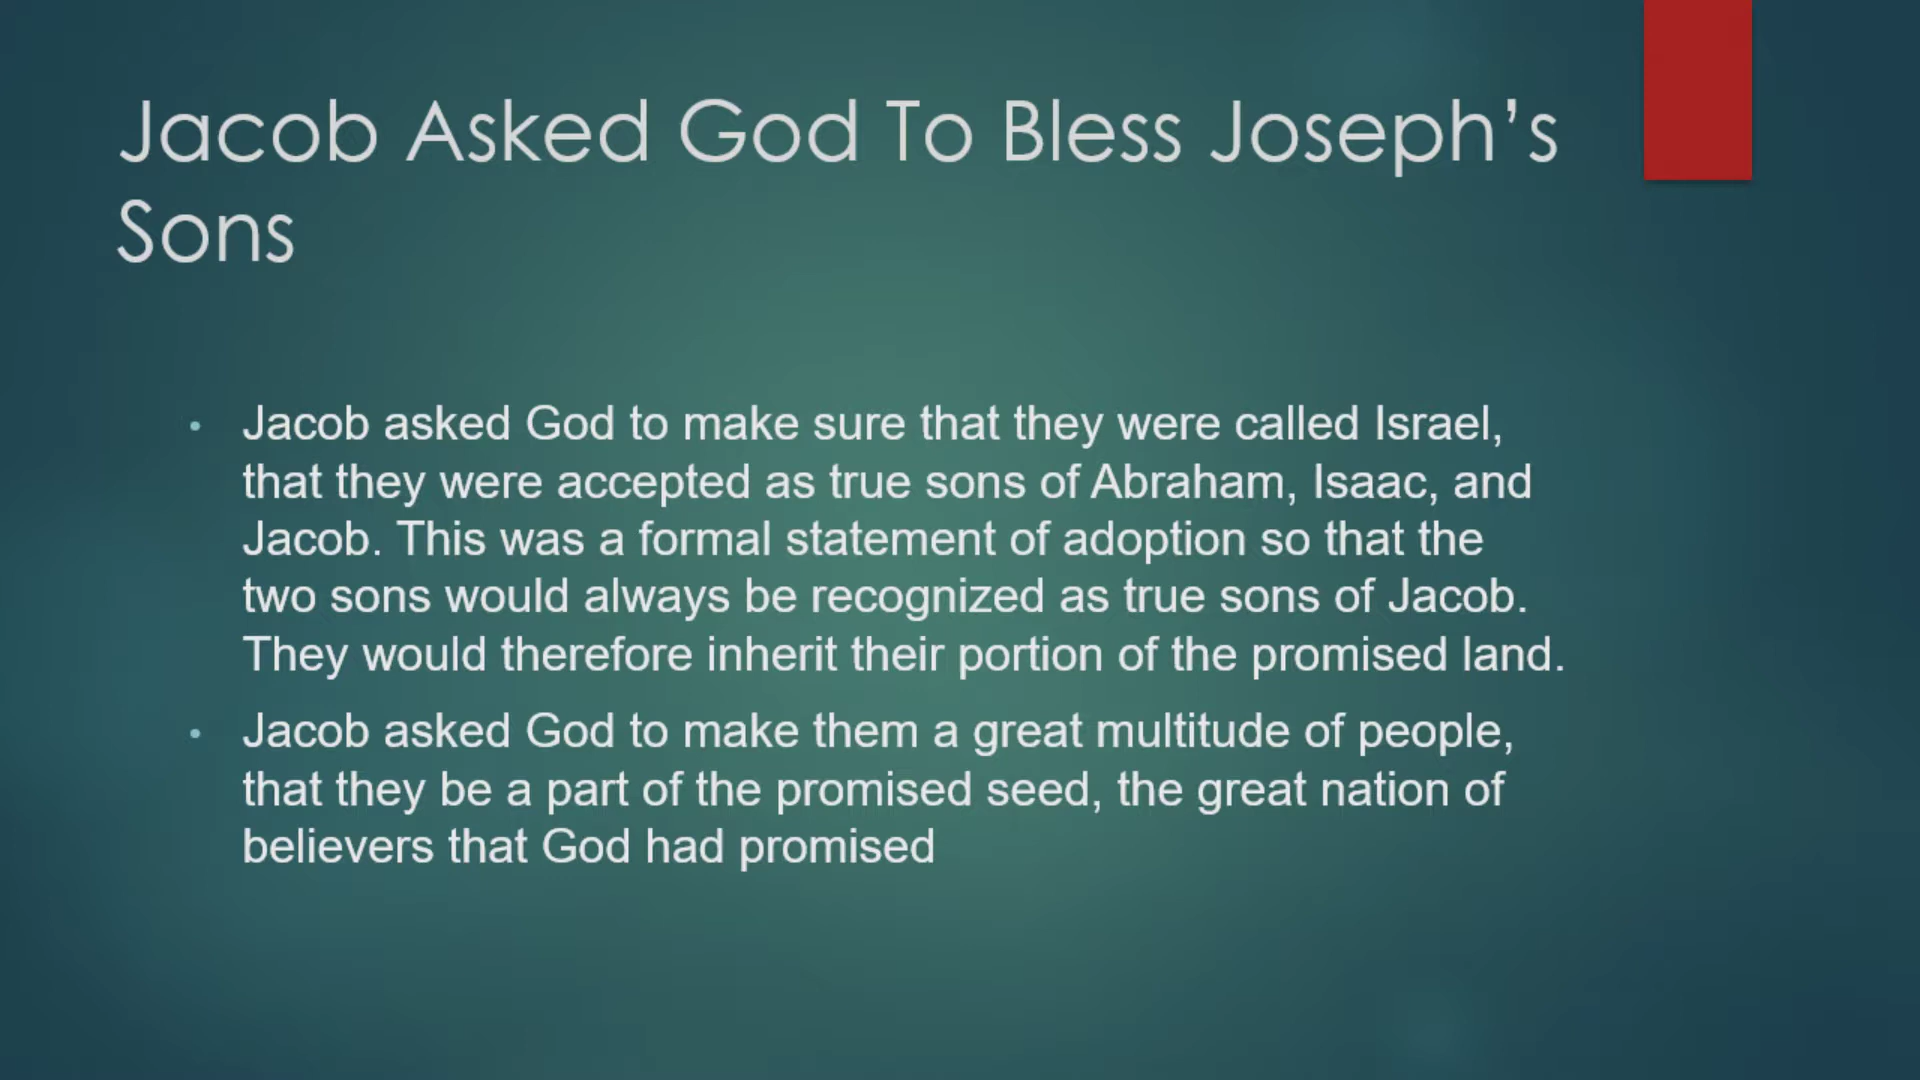 Jacob Asked God To Bless Joseph’s
Sons
• Jacob asked God to make sure that they were called Israel,
that they were accepted as true sons of Abraham, Isaac, and
Jacob. This was a formal statement of adoption so that the
two sons would always be recognized as true sons of Jacob.
They would therefore inherit their portion of the promised land.
• Jacob asked God to make them a great multitude of people,
that they be a part of the promised seed, the great nation of
believers that God had promised